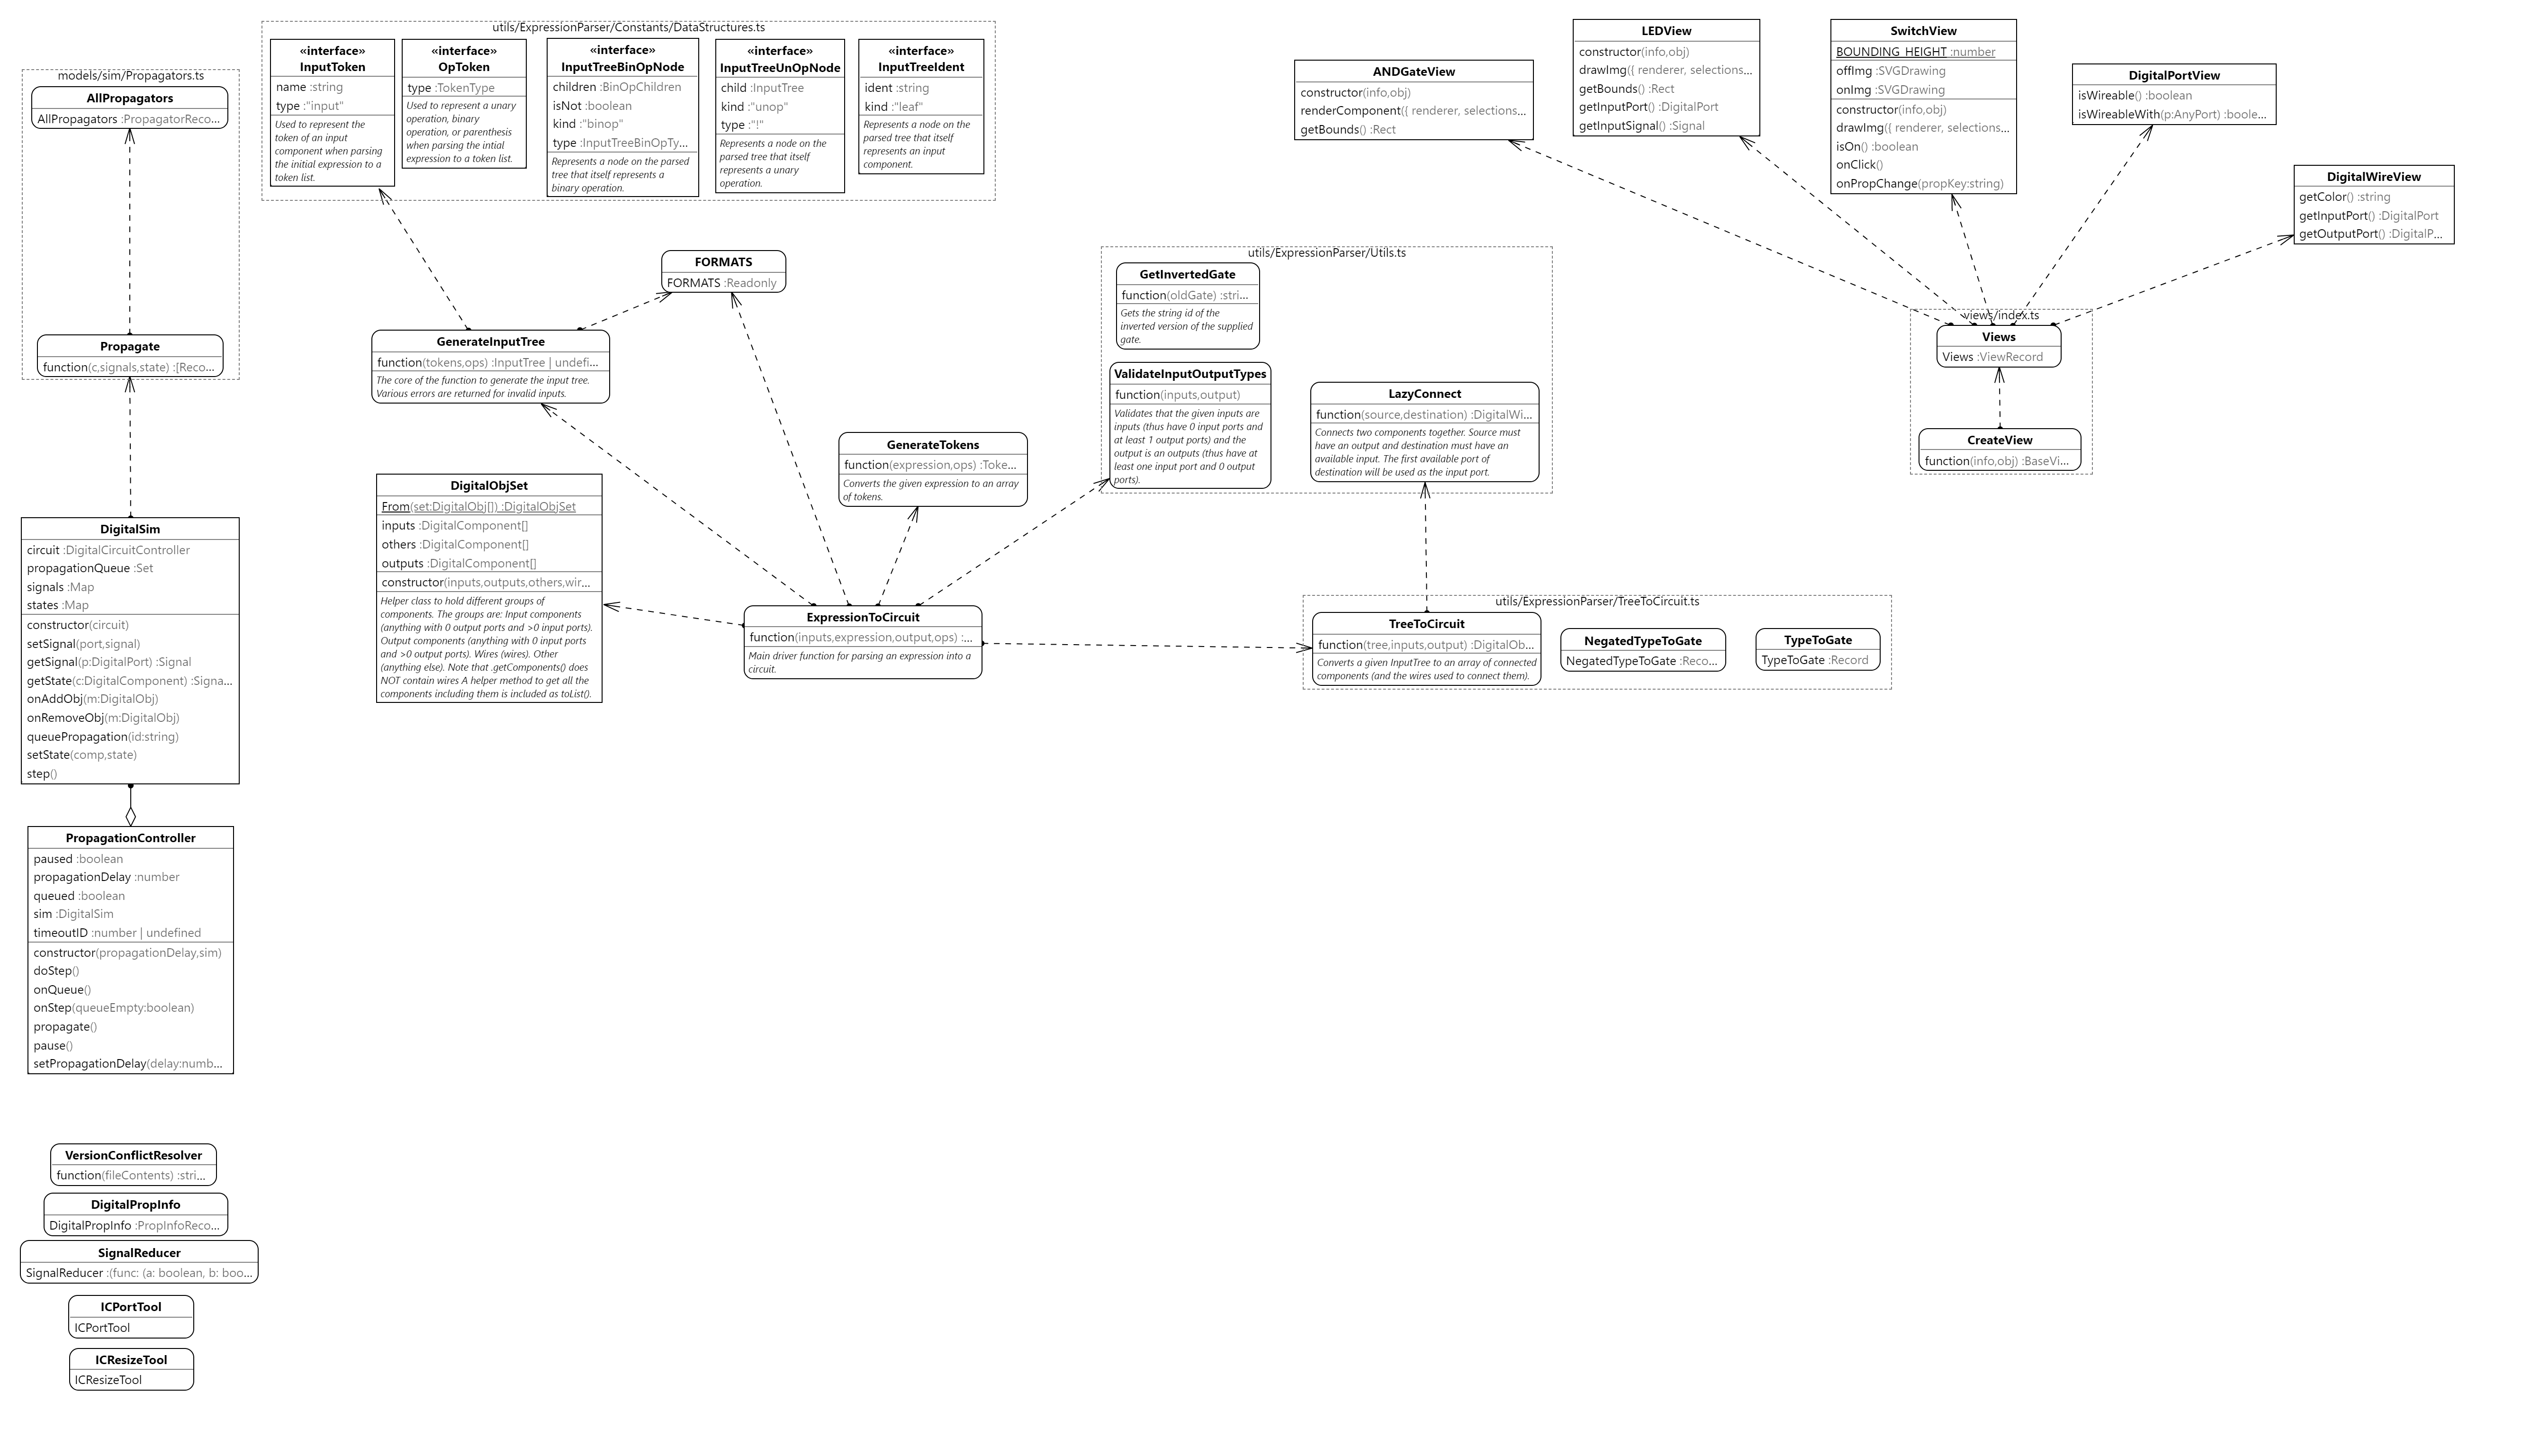 models/sim/Propagators.ts
AllPropagators
AllPropagators :PropagatorReco...
Propagate
function(c,signals,state) :[Reco...
DigitalSim
circuit :DigitalCircuitController
propagationQueue :Set
signals :Map
states :Map
constructor(circuit)
setSignal(port,signal)
getSignal(p:DigitalPort) :Signal
getState(c:DigitalComponent) :Signa...
onAddObj(m:DigitalObj)
onRemoveObj(m:DigitalObj)
queuePropagation(id:string)
setState(comp,state)
step()
PropagationController
paused :boolean
propagationDelay :number
queued :boolean
sim :DigitalSim
timeoutID :number | undefined
constructor(propagationDelay,sim)
doStep()
onQueue()
onStep(queueEmpty:boolean)
propagate()
pause()
setPropagationDelay(delay:numb...
VersionConflictResolver
function(fileContents) :stri...
DigitalPropInfo
DigitalPropInfo :PropInfoReco...
SignalReducer
SignalReducer :(func: (a: boolean, b: boo...
ICPortTool
ICPortTool
ICResizeTool
ICResizeTool
utils/ExpressionParser/Constants/DataStructures.ts
«interface»
InputToken
name :string
type :"input"
Used to represent the
token of an input
component when parsing
the initial expression to a
token list.
«interface»
OpToken
type :TokenType
Used to represent a unary
operation, binary
operation, or parenthesis
when parsing the intial
expression to a token list.
«interface»
InputTreeBinOpNode
children :BinOpChildren
isNot :boolean
kind :"binop"
type :InputTreeBinOpTy...
Represents a node on the parsed
tree that itself represents a
binary operation.
«interface»
InputTreeUnOpNode
child :InputTree
kind :"unop"
type :"!"
Represents a node on the
parsed tree that itself
represents a unary
operation.
«interface»
InputTreeIdent
ident :string
kind :"leaf"
Represents a node on the
parsed tree that itself
represents an input
component.
FORMATS
FORMATS :Readonly
GenerateInputTree
function(tokens,ops) :InputTree | undefi...
The core of the function to generate the input tree.
Various errors are returned for invalid inputs.
GenerateTokens
function(expression,ops) :Toke...
Converts the given expression to an array
of tokens.
DigitalObjSet
From(set:DigitalObj[]) :DigitalObjSet
inputs :DigitalComponent[]
others :DigitalComponent[]
outputs :DigitalComponent[]
constructor(inputs,outputs,others,wir...
Helper class to hold different groups of
components. The groups are: Input components
(anything with 0 output ports and >0 input ports).
Output components (anything with 0 input ports
and >0 output ports). Wires (wires). Other
(anything else). Note that .getComponents() does
NOT contain wires A helper method to get all the
components including them is included as toList().
ExpressionToCircuit
function(inputs,expression,output,ops) :...
Main driver function for parsing an expression into a
circuit.
utils/ExpressionParser/Utils.ts
GetInvertedGate
function(oldGate) :stri...
Gets the string id of the
inverted version of the supplied
gate.
ValidateInputOutputTypes
function(inputs,output)
Validates that the given inputs are
inputs (thus have 0 input ports and
at least 1 output ports) and the
output is an outputs (thus have at
least one input port and 0 output
ports).
LazyConnect
function(source,destination) :DigitalWi...
Connects two components together. Source must
have an output and destination must have an
available input. The first available port of
destination will be used as the input port.
utils/ExpressionParser/TreeToCircuit.ts
TreeToCircuit
function(tree,inputs,output) :DigitalOb...
Converts a given InputTree to an array of connected
components (and the wires used to connect them).
NegatedTypeToGate
NegatedTypeToGate :Reco...
TypeToGate
TypeToGate :Record
ANDGateView
constructor(info,obj)
renderComponent({ renderer, selections...
getBounds() :Rect
LEDView
constructor(info,obj)
drawImg({ renderer, selections...
getBounds() :Rect
getInputPort() :DigitalPort
getInputSignal() :Signal
SwitchView
BOUNDING_HEIGHT :number
offImg :SVGDrawing
onImg :SVGDrawing
constructor(info,obj)
drawImg({ renderer, selections...
isOn() :boolean
onClick()
onPropChange(propKey:string)
DigitalPortView
isWireable() :boolean
isWireableWith(p:AnyPort) :boole...
DigitalWireView
getColor() :string
getInputPort() :DigitalPort
getOutputPort() :DigitalP...
views/index.ts
Views
Views :ViewRecord
CreateView
function(info,obj) :BaseVi...